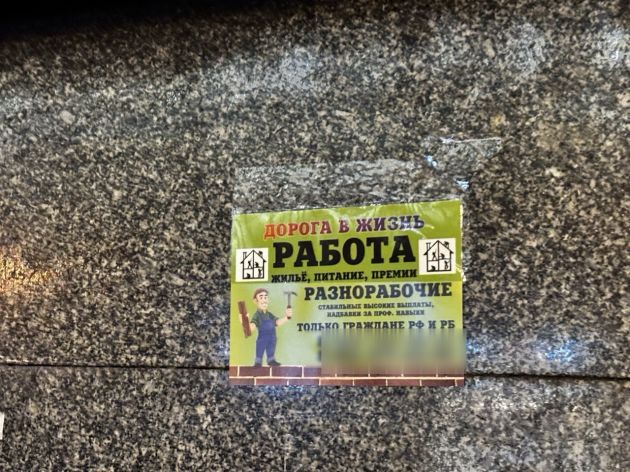 ДОРОГА В ЖИЗНЬ
РАБОТА
ЖИЛЬЁ, ПИТАНИЕ, ПРЕМИИ
РАЗНОРАБОЧИЕ
СТАБИЛЬНЫЕ ВЫСОКИЕ ВЫПЛАТЫ,
НАДБАВКИ ЗА ПРОФ. НАВЫКИ
ТОЛЬКО ГРАЖДАНЕ РФ И РБ